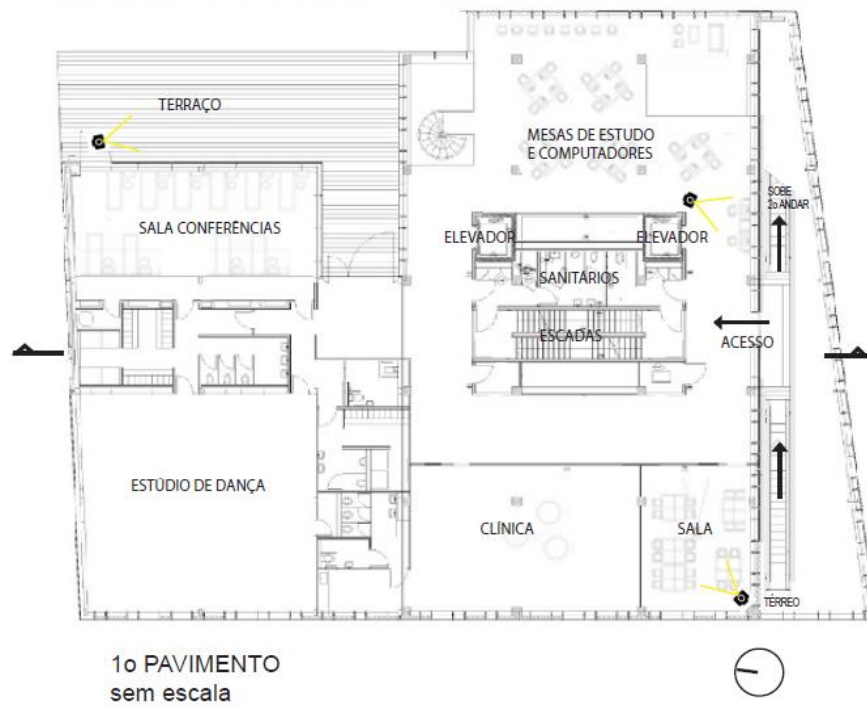 TERRAÇO
MESAS DE ESTUDO
E COMPUTADORES
SOBE
2o ANDAR
SALA CONFERÊNCIAS
ELEVADOR
ELEVADOR
SANITÁRIOS
ESCADAS
ACESSO
ESTÚDIO DE DANÇA
CLÍNICA
SALA
TÉRREO
1o PAVIMENTO
sem escala